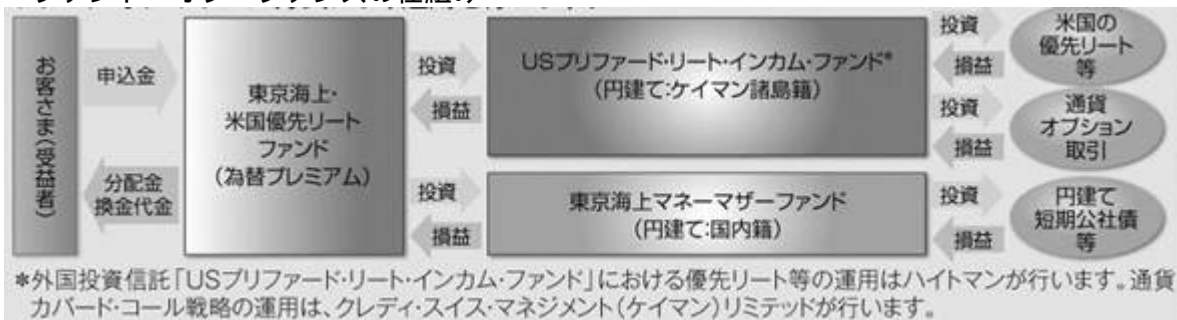 お客さま(受益者)
申込金
分配金
換金代金
東京海上・
米国優先リート
ファンド
(為替プレミアム)
投資
損益
USプリファード・リート・インカム・ファンド*
(円建て:ケイマン諸島籍)
投資
損益
米国の
優先リート
等
投資
損益
通貨
オプション
取引
投資
損益
東京海上マネーマザーファンド
(円建て:国内籍)
投資
損益
円建て
短期公社債
等
*外国投資信託「USプリファード・リート・インカム・ファンド」における優先リート等の運用はハイトマンが行います。通貨
カバード・コール戦略の運用は、クレディ・スイス・マネジメント(ケイマン)リミテッドが行います。